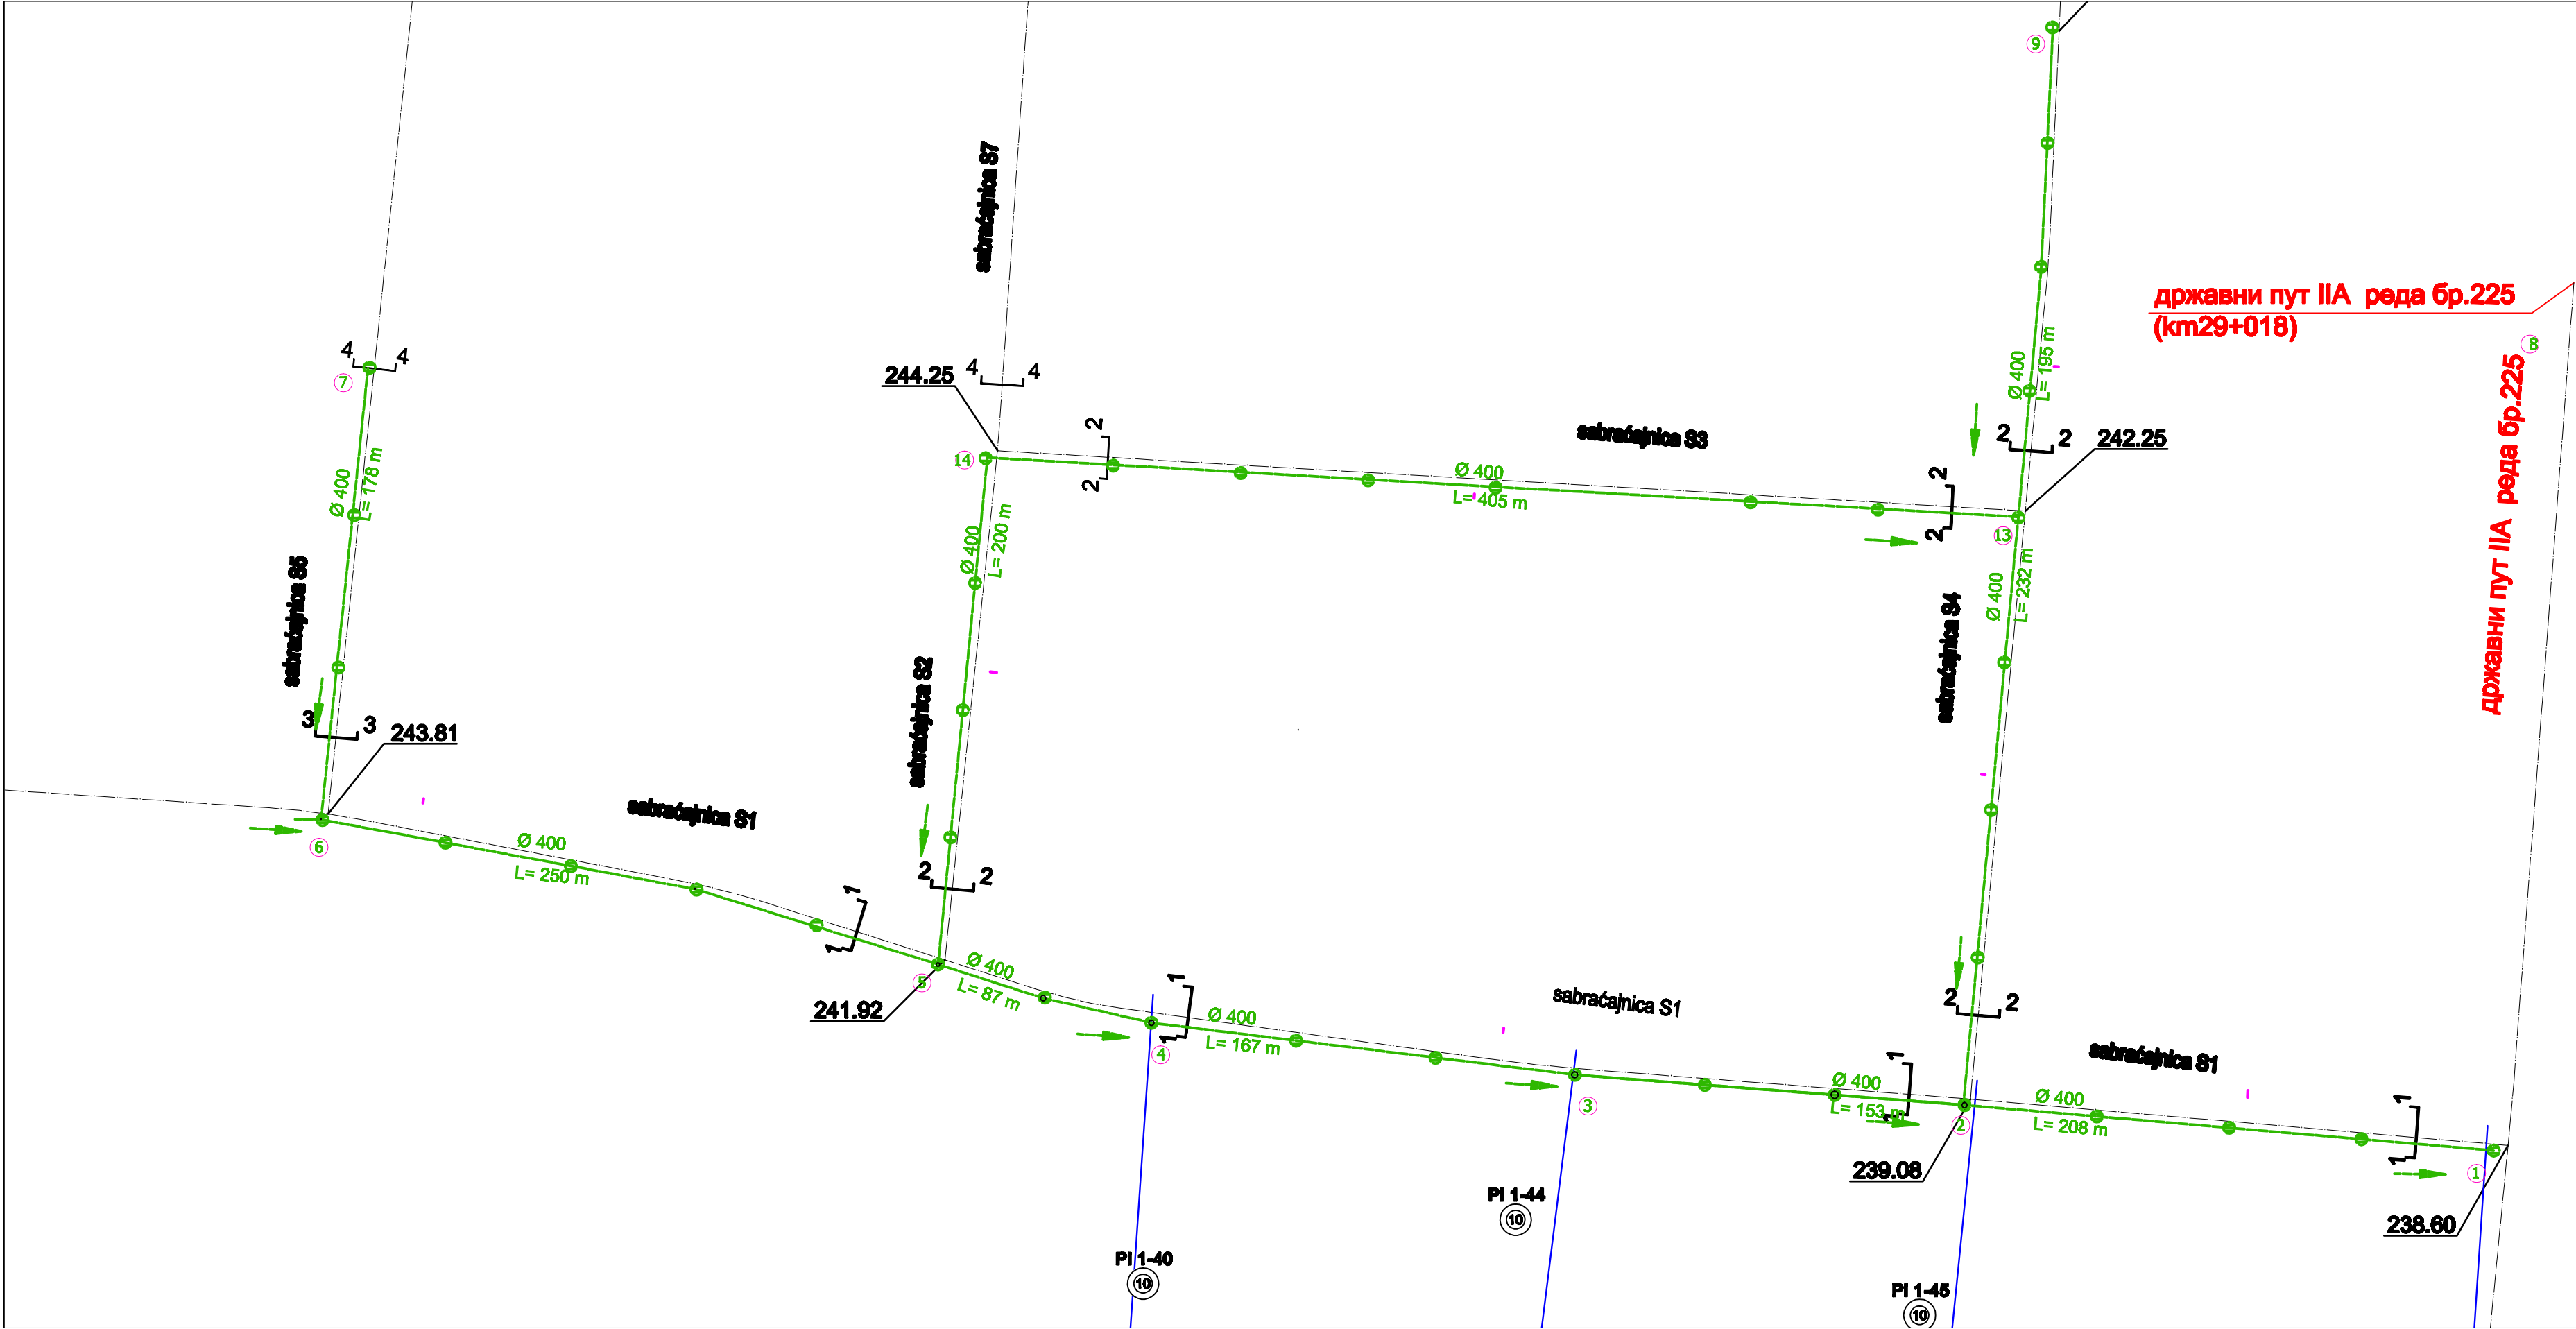 9
sabraćajnica S7
државни пут IIA реда бр.225
(km29+018)
8
државни пут IIA реда бр.225
4
4
7
Ø 400
L= 178 m
sabraćajnica S5
3
3
243.81
6
244.25
4
4
14
2
2
sabraćajnica S3
Ø 400
L= 405 m
2
2
Ø 400
L= 195 m
2
2
242.25
13
Ø 400
L= 200 m
sabraćajnica S2
2
2
Ø 400
L= 232 m
sabraćajnica S4
2
2
sabraćajnica S1
Ø 400
L= 250 m
1
1
5
241.92
Ø 400
L= 87 m
4
1
1
Ø 400
L= 167 m
sabraćajnica S1
3
Ø 400
L= 153 m
1
1
2
239.08
sabraćajnica S1
Ø 400
L= 208 m
1
1
1
238.60
PI 1-40
10
PI 1-44
10
PI 1-45
10